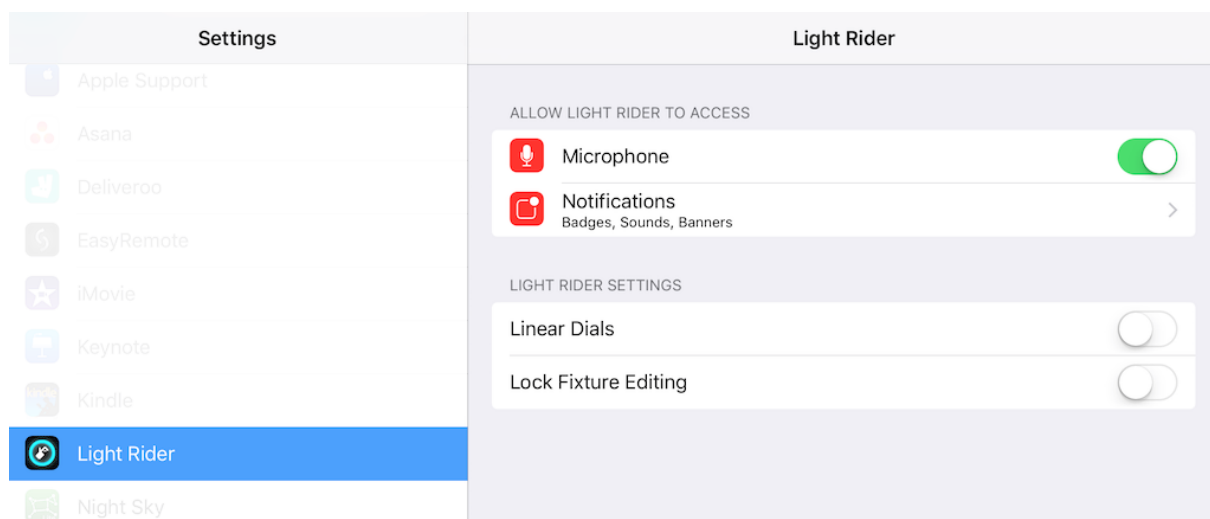 Settings
Apple Support
Asana
Deliveroo
EasyRemote
iMovie
Keynote
Kindle
Light Rider
Night Sky
Light Rider
ALLOW LIGHT RIDER TO ACCESS
Microphone
Notifications
Badges, Sounds, Banners
LIGHT RIDER SETTINGS
Linear Dials
Lock Fixture Editing